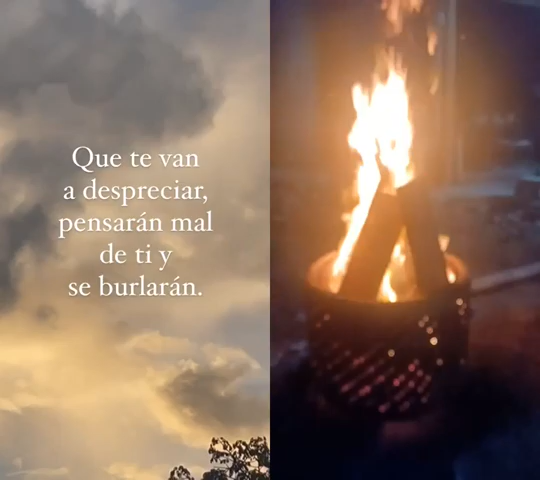 Que te van
a despreciar,
pensarán mal
de ti y
se burlarán.